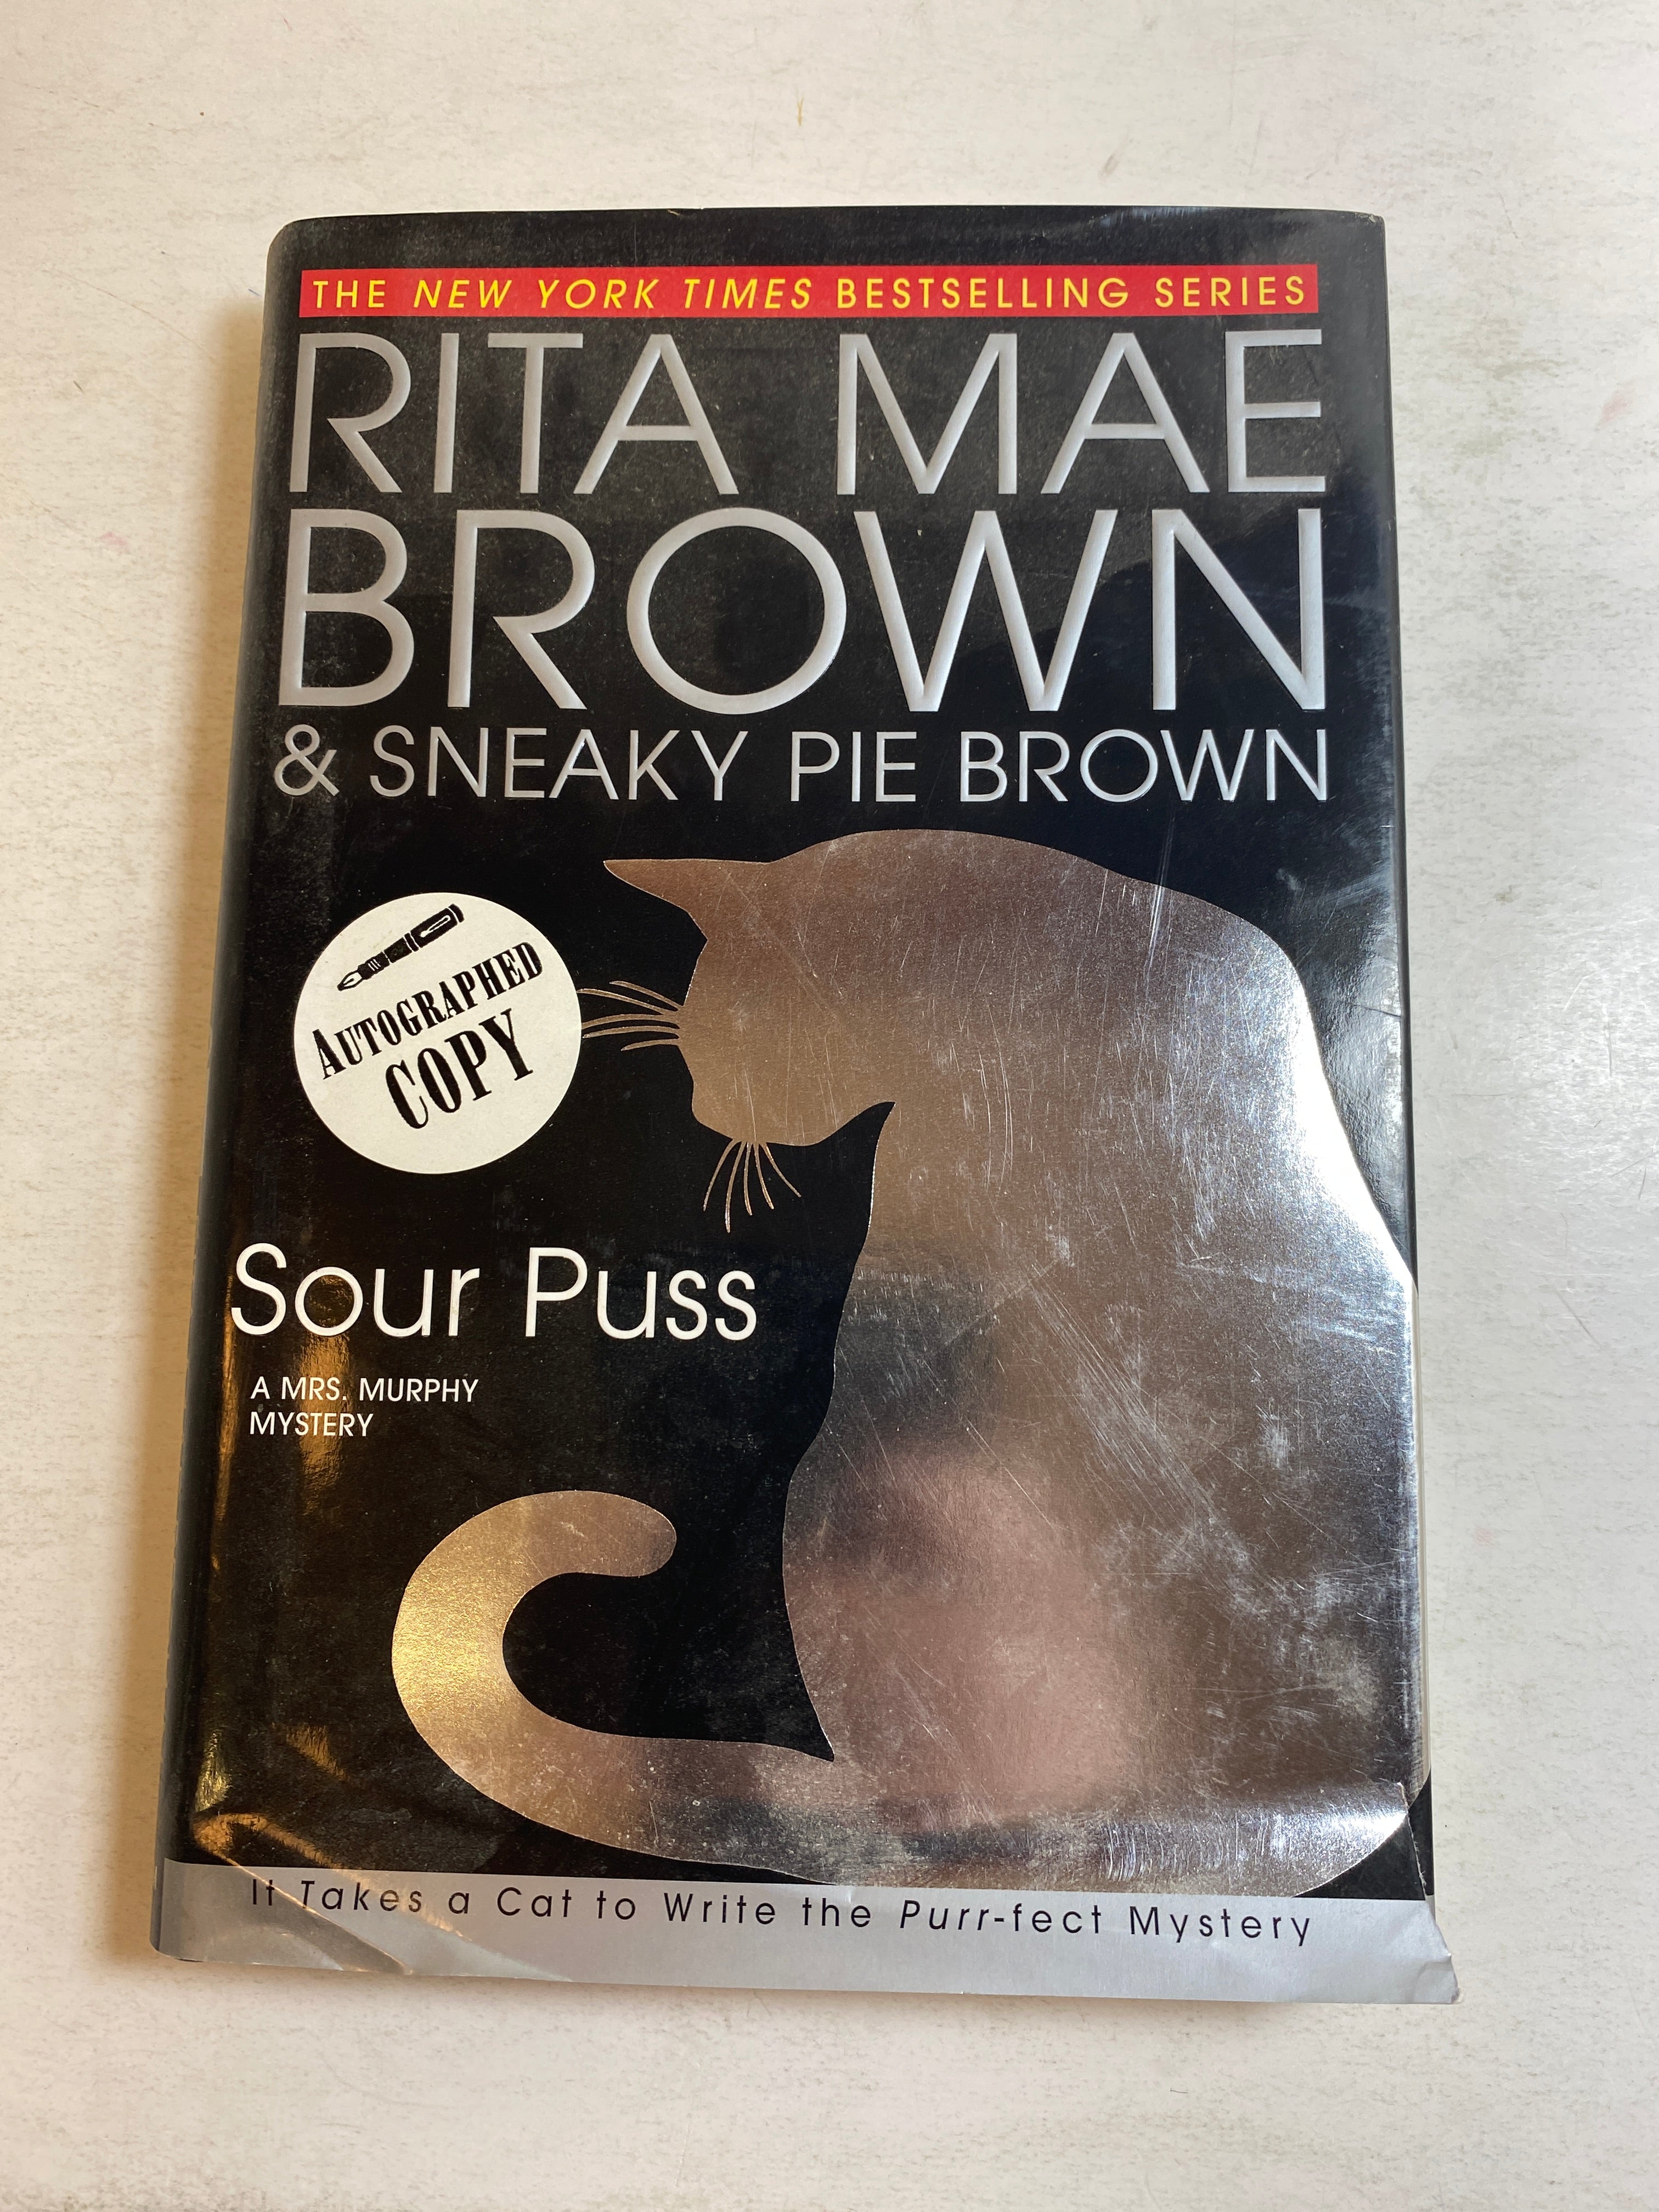 THE NEW YORK TIMES BESTSELLING SERIES
RITA MAE
BROWN
& SNEAKY PIE BROWN
AUTOGRAPHED
COPY
Sour Puss
A MRS. MURPHY
MYSTERY
It Takes a Cat to Write the Purr-fect Mystery